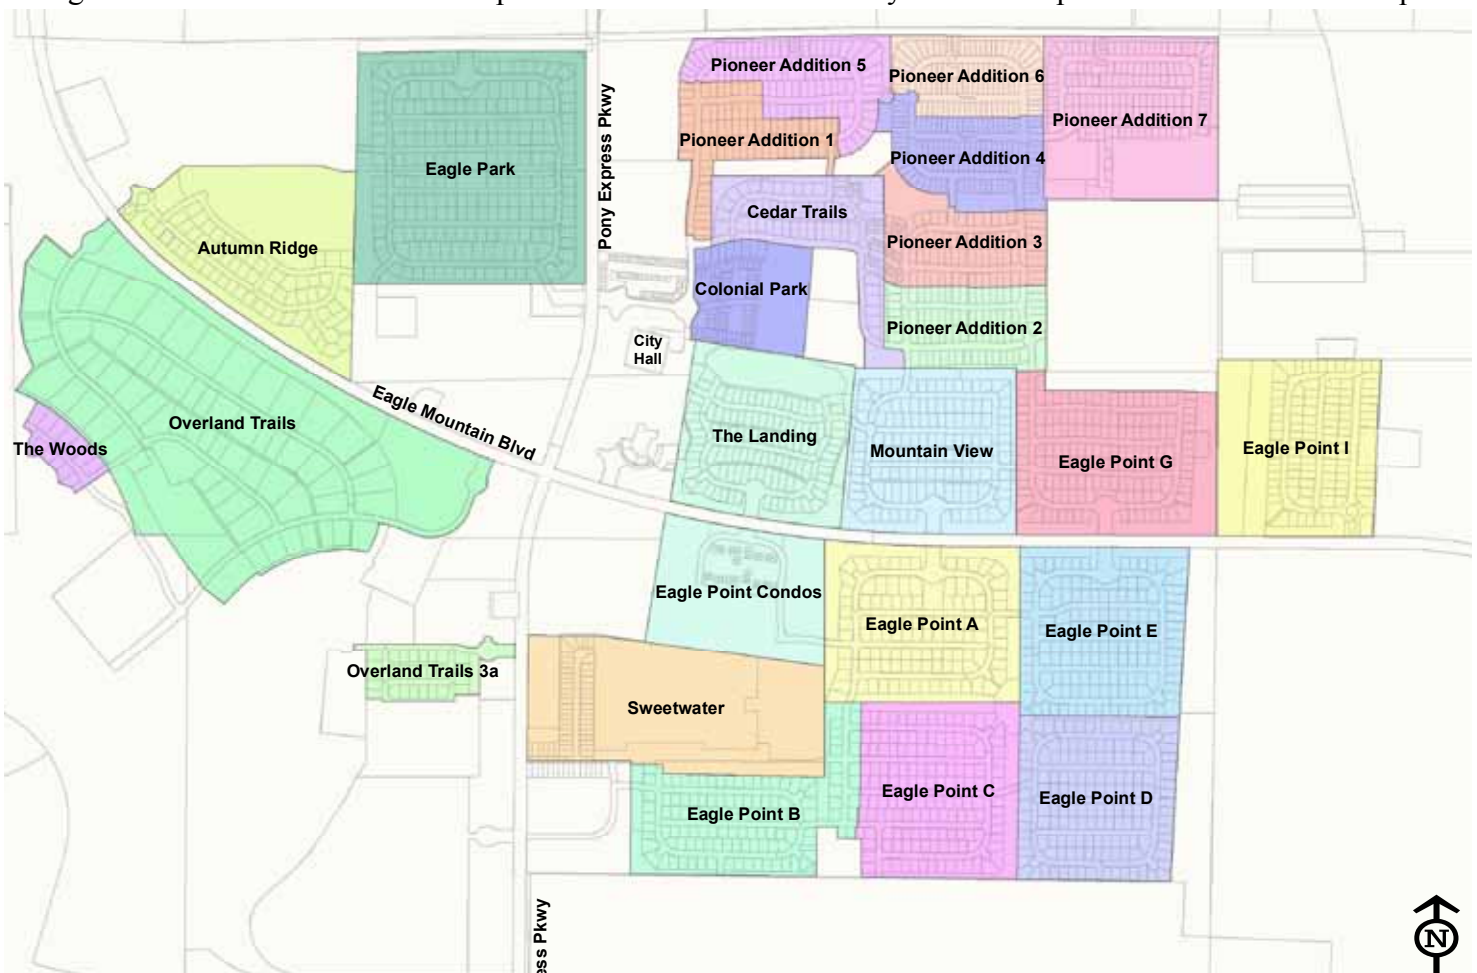 Pioneer Addition 5
Pioneer Addition 6
Pioneer Addition 7
Pioneer Addition 1
Pioneer Addition 4
Eagle Park
Pony Express Pkwy
Cedar Trails
Pioneer Addition 3
Autumn Ridge
Colonial Park
Pioneer Addition 2
City
Hall
Eagle Mountain Blvd
Overland Trails
The Woods
The Landing
Mountain View
Eagle Point G
Eagle Point I
Eagle Point Condos
Eagle Point A
Eagle Point E
Overland Trails 3a
Sweetwater
Eagle Point B
Eagle Point C
Eagle Point D
ess Pkwy
N